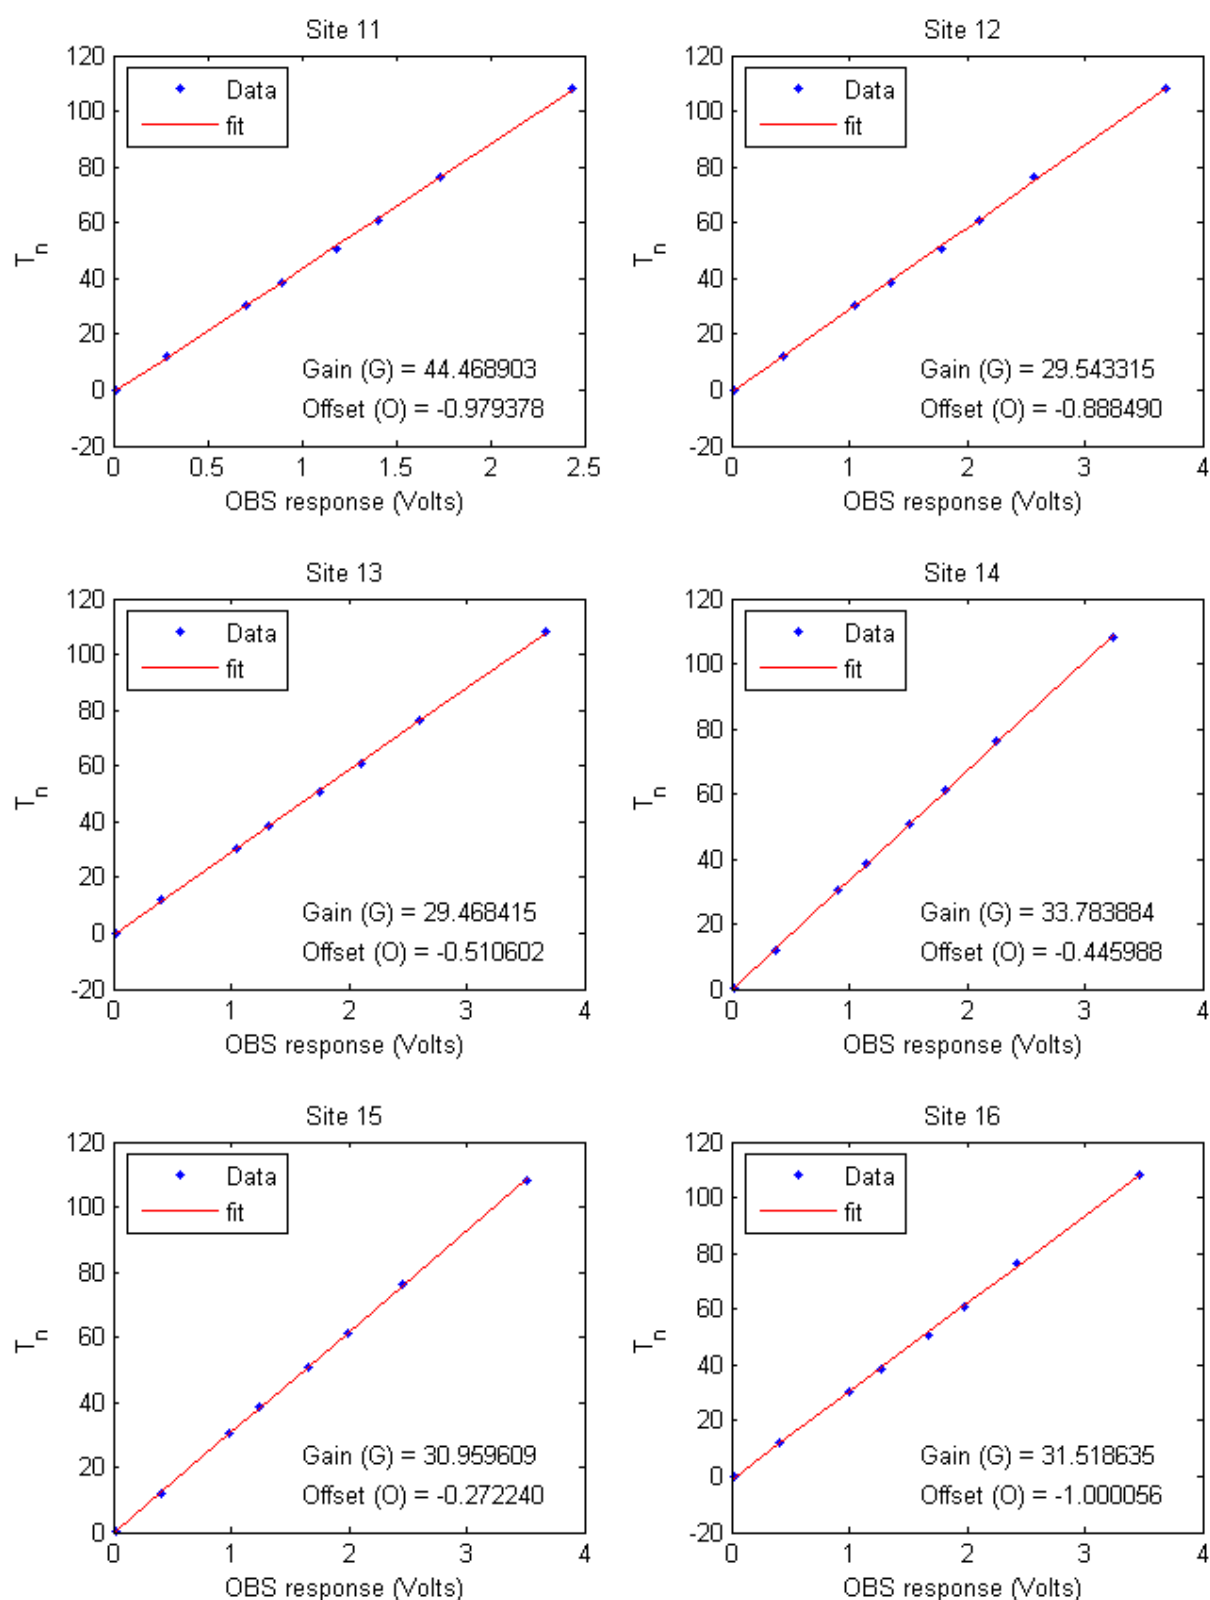 Site 11
120
100
80
60
40
20
0
-20
T_n
Data
fit
Gain (G) = 44.468903
Offset (O) = -0.979378
0 0.5 1 1.5 2 2.5
OBS response (Volts)
Site 12
120
100
80
60
40
20
0
-20
T_n
Data
fit
Gain (G) = 29.543315
Offset (O) = -0.888490
0 1 2 3 4
OBS response (Volts)
Site 13
120
100
80
60
40
20
0
-20
T_n
Data
fit
Gain (G) = 29.468415
Offset (O) = -0.510602
0 1 2 3 4
OBS response (Volts)
Site 14
120
100
80
60
40
20
0
T_n
Data
fit
Gain (G) = 33.783884
Offset (O) = -0.445988
0 1 2 3 4
OBS response (Volts)
Site 15
120
100
80
60
40
20
0
T_n
Data
fit
Gain (G) = 30.959609
Offset (O) = -0.272240
0 1 2 3 4
OBS response (Volts)
Site 16
120
100
80
60
40
20
0
-20
T_n
Data
fit
Gain (G) = 31.518635
Offset (O) = -1.000056
0 1 2 3 4
OBS response (Volts)